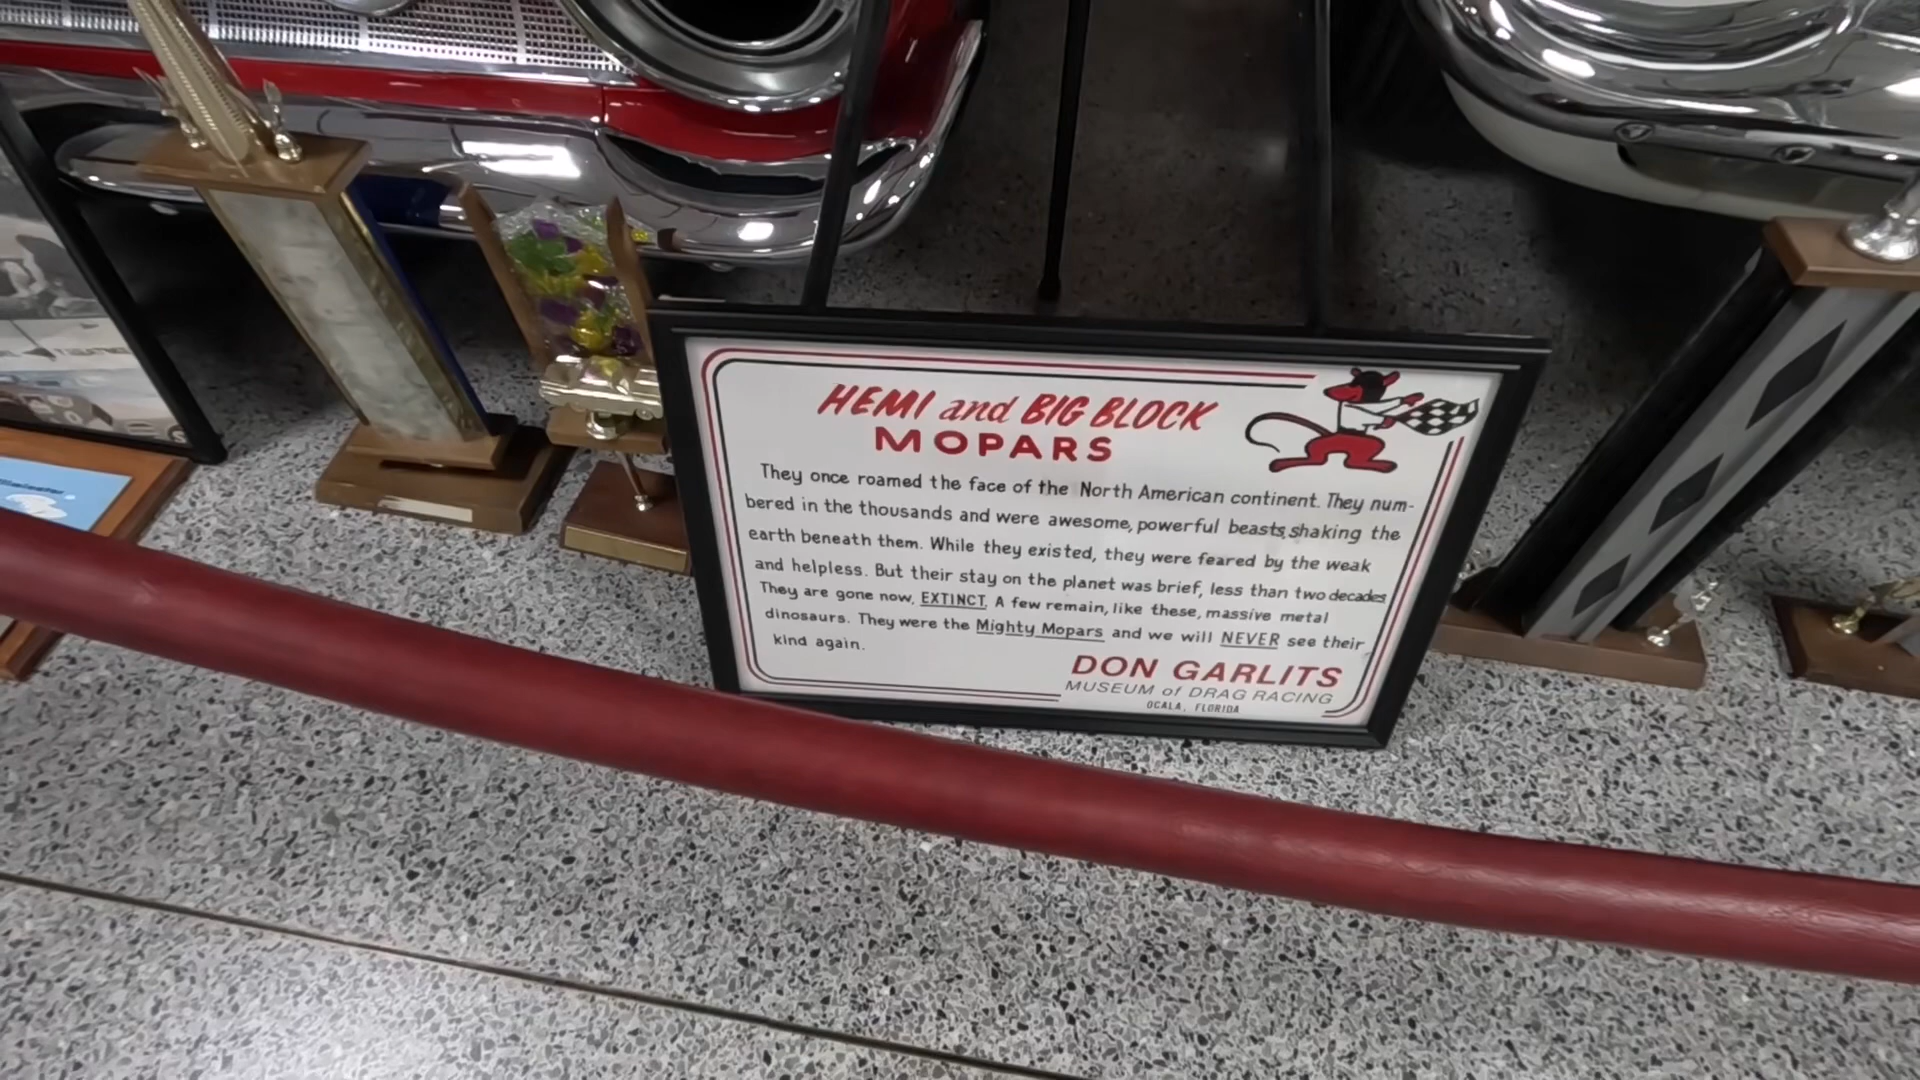 HEMI and BIG BLOCK
MOPARS
They once roamed the face of the North American continent. They num-
bered in the thousands and were awesome, powerful beasts, shaking the
earth beneath them. While they existed, they were feared by the weak
and helpless. But their stay on the planet was brief, less than two decades
They are gone now, EXTINCT. A few remain, like these, massive metal
dinosaurs. They were the Mighty Mopars and we will NEVER see their
kind again.
DON GARLITS
MUSEUM of DRAG RACING
OCALA, FLORIDA